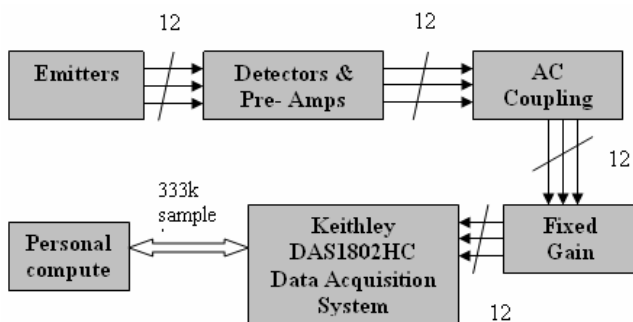 12
12
Emitters
Detectors &
Pre- Amps
AC
Coupling
12
333k
sample
Personal
compute
Keithley
DAS1802HC
Data Acquisition
System
Fixed
Gain
12